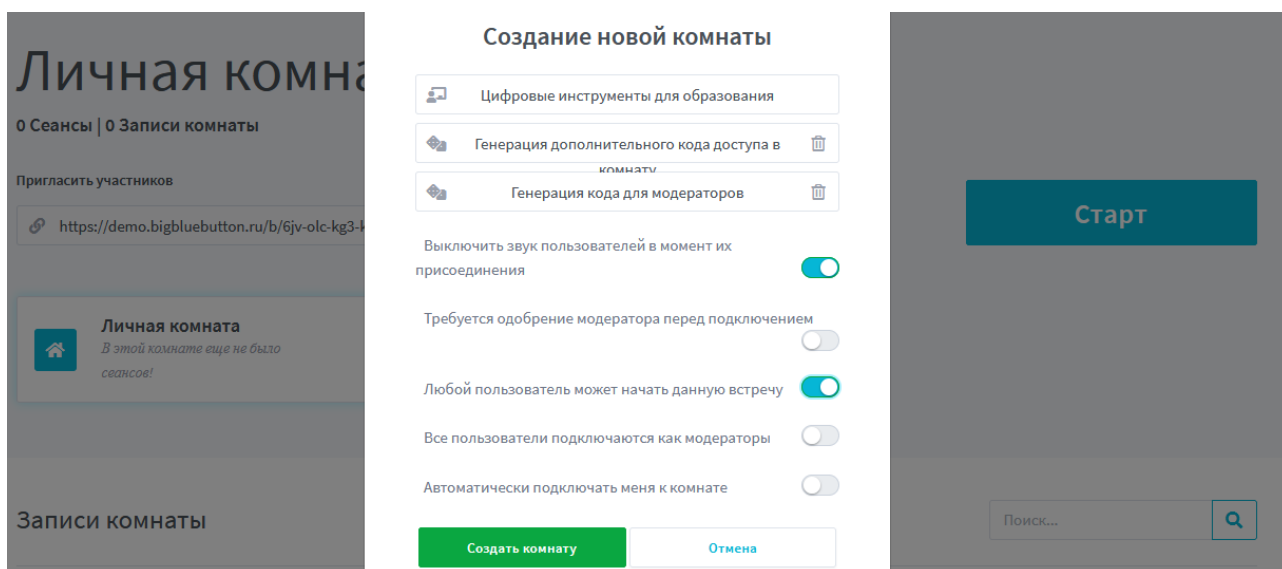 Создание новой комнаты
Личная комна
0 Сеансы | 0 Записи комнаты
Пригласить участников
https://demo.bigbluebutton.ru/b/6jv-olc-kg3-k
Личная комната
В этой комнате еще не было
сеансов!
Записи комнаты
Цифровые инструменты для образования
Генерация дополнительного кода доступа в
комнату
Генерация кода для модераторов
Выключить звук пользователей в момент их
присоединения
Требуется одобрение модератора перед подключением
Любой пользователь может начать данную встречу
Все пользователи подключаются как модераторы
Автоматически подключать меня к комнате
Создать комнату
Отмена
Старт
Поиск...